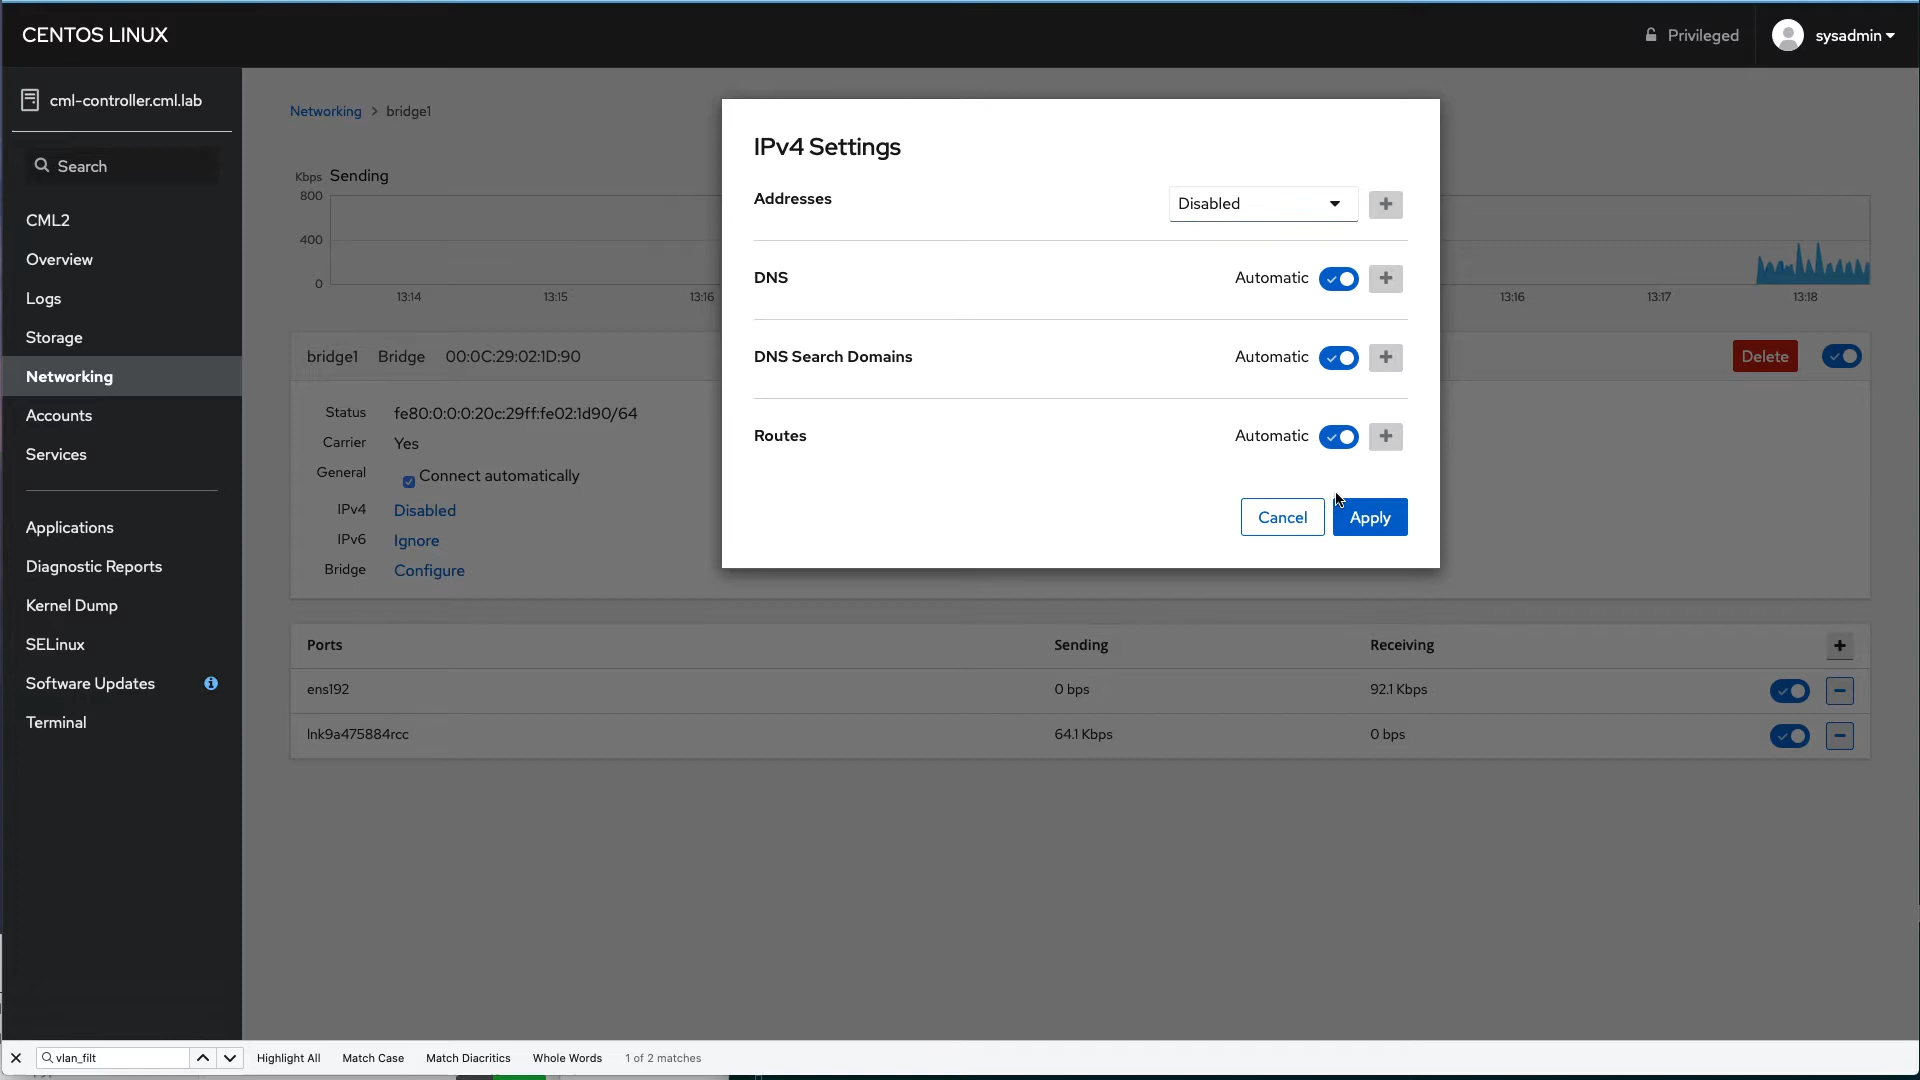 CENTOS LINUX
Privileged
sysadmin
cml-controller.cml.lab
Search
CML2
Overview
Logs
Storage
Networking
Accounts
Services
Applications
Diagnostic Reports
Kernel Dump
SELinux
Software Updates
Terminal
Networking > bridge1
Kbps Sending
800
400
0
13:14 13:15 13:16
13:16 13:17 13:18
bridge1 Bridge 00:0C:29:02:1D:90
Delete
Status fe80:0:0:0:20c:29ff:fe02:1d90/64
Carrier Yes
General Connect automatically
IPv4 Disabled
IPv6 Ignore
Bridge Configure
IPv4 Settings
Addresses Disabled +
DNS Automatic +
DNS Search Domains Automatic +
Routes Automatic +
Cancel Apply
Ports Sending Receiving +
ens192 0 bps 92.1 Kbps
lnk9a475884rcc 64.1 Kbps 0 bps
vlan_filt Highlight All Match Case Match Diacritics Whole Words 1 of 2 matches